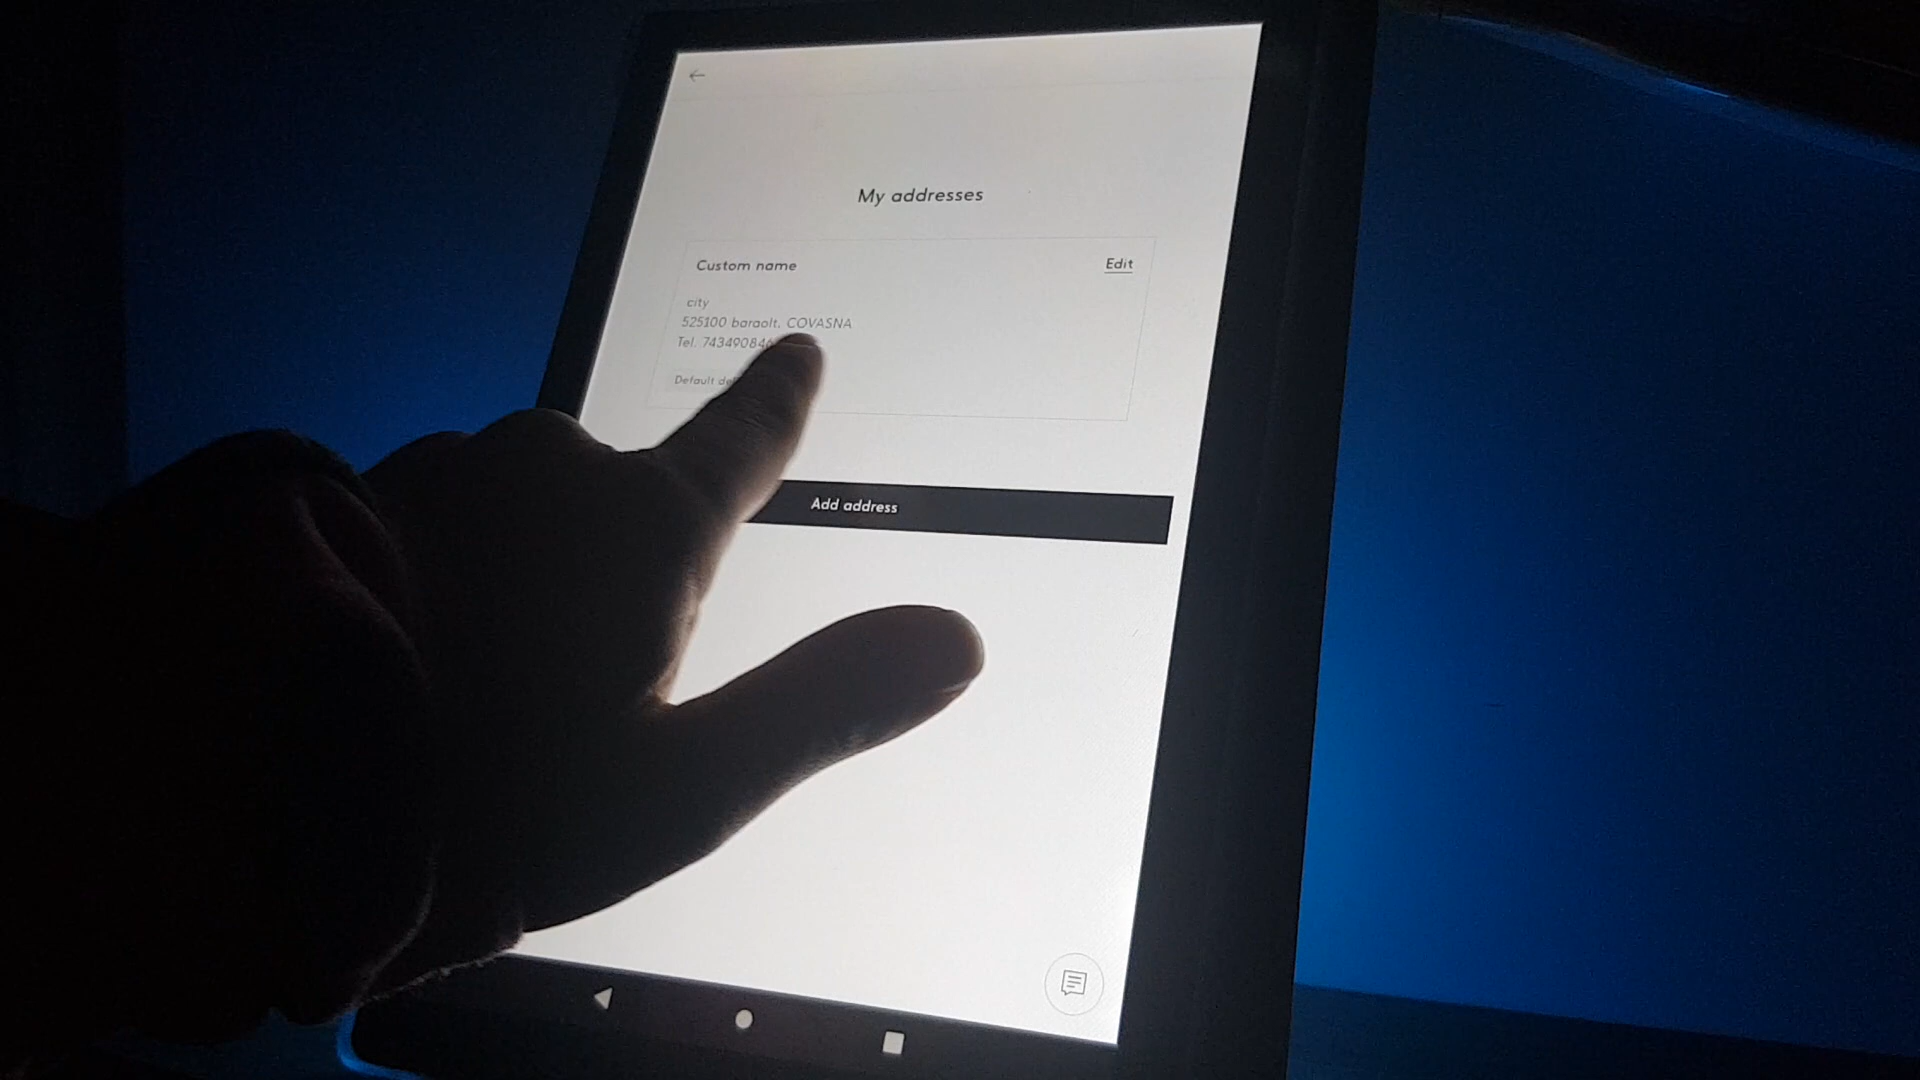 My addresses
Custom name
Edit
city
525100 baraolt, COVASNA
Tel. 74349084
Default
Add address